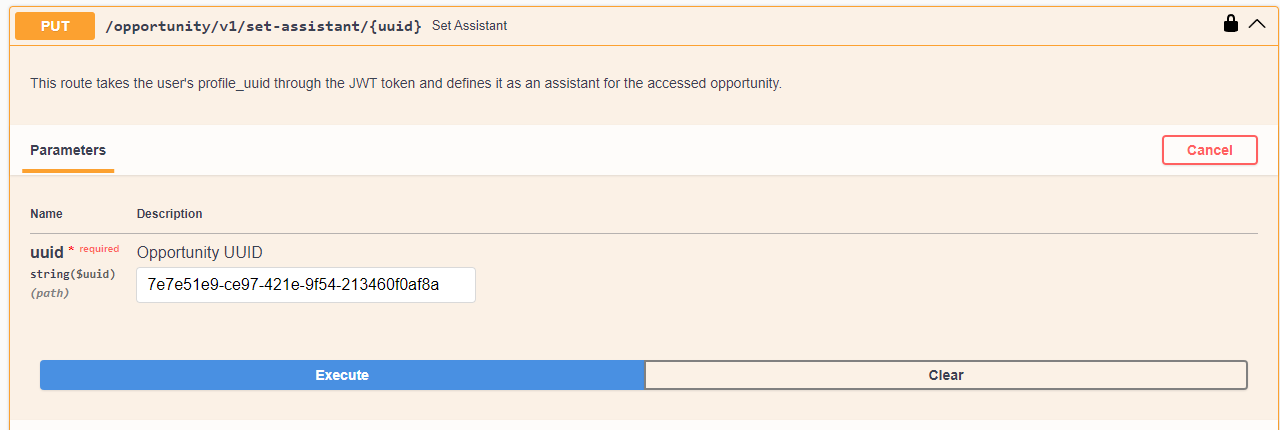 PUT /opportunity/v1/set-assistant/{uuid} Set Assistant
This route takes the user's profile_uuid through the JWT token and defines it as an assistant for the accessed opportunity.
Parameters Cancel
Name Description
uuid * required Opportunity UUID
string($uuid) 7e7e51e9-ce97-421e-9f54-213460f0af8a
(path)
Execute Clear